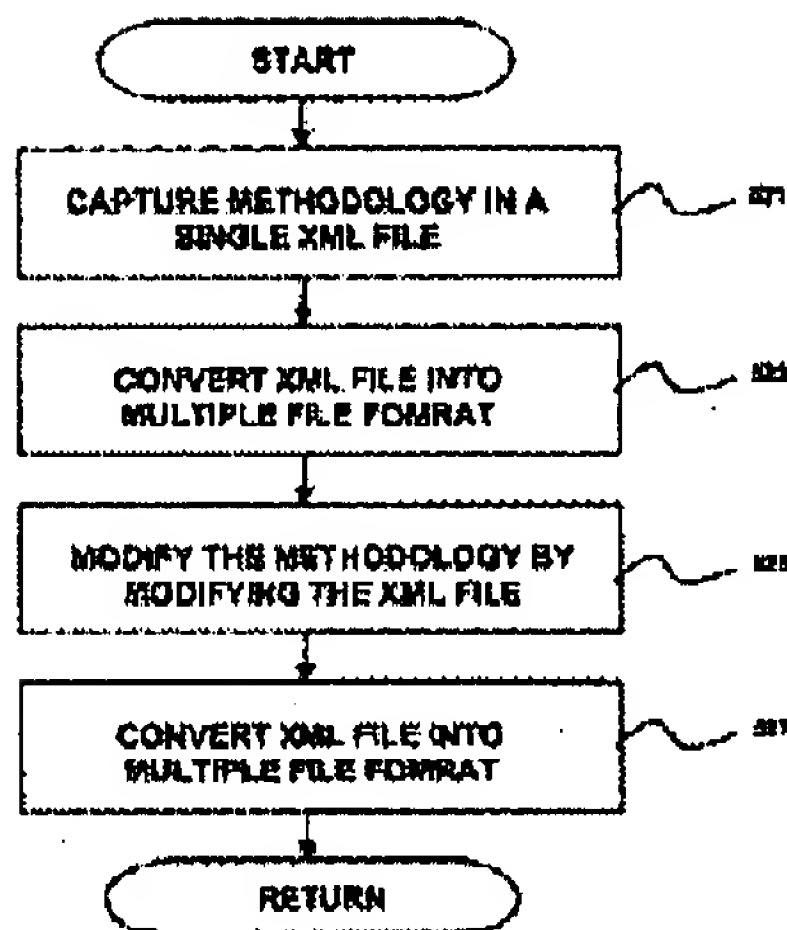 START
CAPTURE METHODOLOGY IN A
SINGLE XML FILE
CONVERT XML FILE INTO
MULTIPLE FILE FOMRAT
MODIFY THE METHODOLOGY BY
MODIFYING THE XML FILE
CONVERT XML FILE INTO
MULTIPLE FILE FOMRAT
RETURN